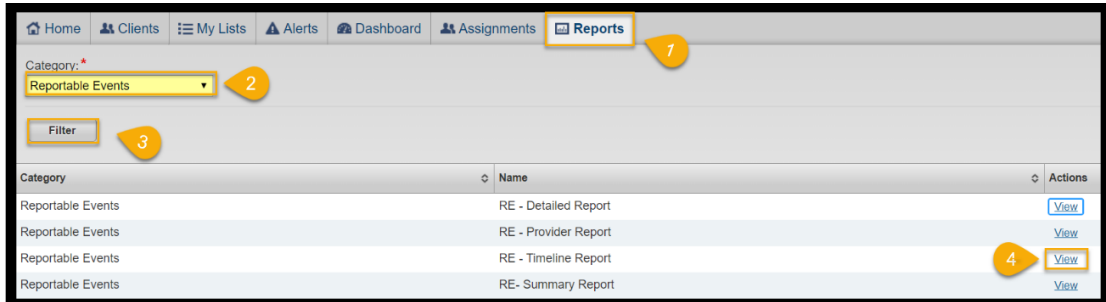 Home Clients My Lists Alerts Dashboard Assignments Reports
1
Category:*
Reportable Events
2
Filter
3
Category Name Actions
Reportable Events RE - Detailed Report View
Reportable Events RE - Provider Report View
Reportable Events RE - Timeline Report 4 View
Reportable Events RE- Summary Report View